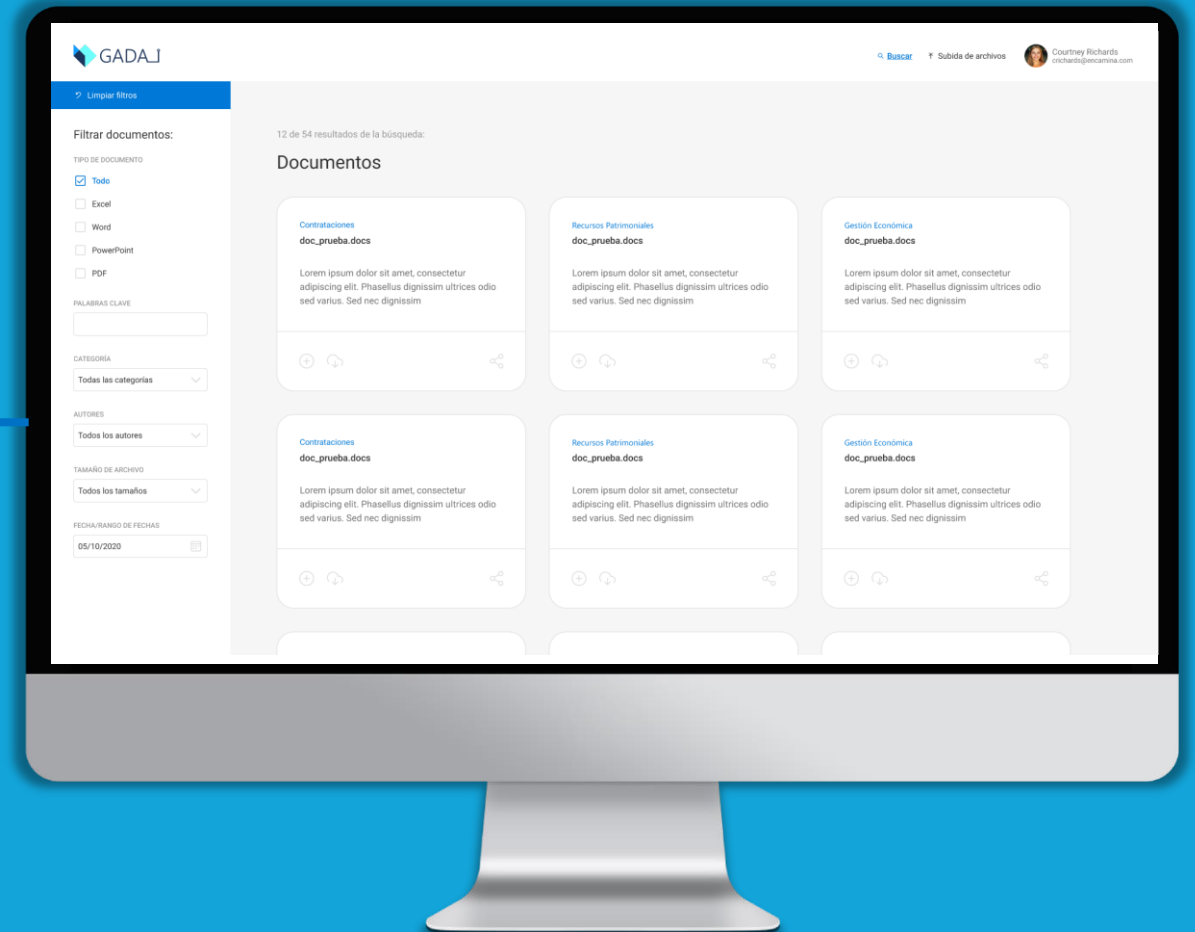 GADAJ
Buscar
Subida de archivos
Courtney Richards
crichards@encamina.com
Limpiar filtros
Filtrar documentos:
TIPO DE DOCUMENTO
Todo
Excel
Word
PowerPoint
PDF
PALABRAS CLAVE
CATEGORÍA
Todas las categorías
AUTORES
Todos los autores
TAMAÑO DE ARCHIVO
Todos los tamaños
FECHA/RANGO DE FECHAS
05/10/2020
12 de 54 resultados de la búsqueda:
Documentos
Contrataciones
doc_prueba.docs
Lorem ipsum dolor sit amet, consectetur
adipiscing elit. Phasellus dignissim ultrices odio
sed varius. Sed nec dignissim
Recursos Patrimoniales
doc_prueba.docs
Lorem ipsum dolor sit amet, consectetur
adipiscing elit. Phasellus dignissim ultrices odio
sed varius. Sed nec dignissim
Gestión Económica
doc_prueba.docs
Lorem ipsum dolor sit amet, consectetur
adipiscing elit. Phasellus dignissim ultrices odio
sed varius. Sed nec dignissim
Contrataciones
doc_prueba.docs
Lorem ipsum dolor sit amet, consectetur
adipiscing elit. Phasellus dignissim ultrices odio
sed varius. Sed nec dignissim
Recursos Patrimoniales
doc_prueba.docs
Lorem ipsum dolor sit amet, consectetur
adipiscing elit. Phasellus dignissim ultrices odio
sed varius. Sed nec dignissim
Gestión Económica
doc_prueba.docs
Lorem ipsum dolor sit amet, consectetur
adipiscing elit. Phasellus dignissim ultrices odio
sed varius. Sed nec dignissim